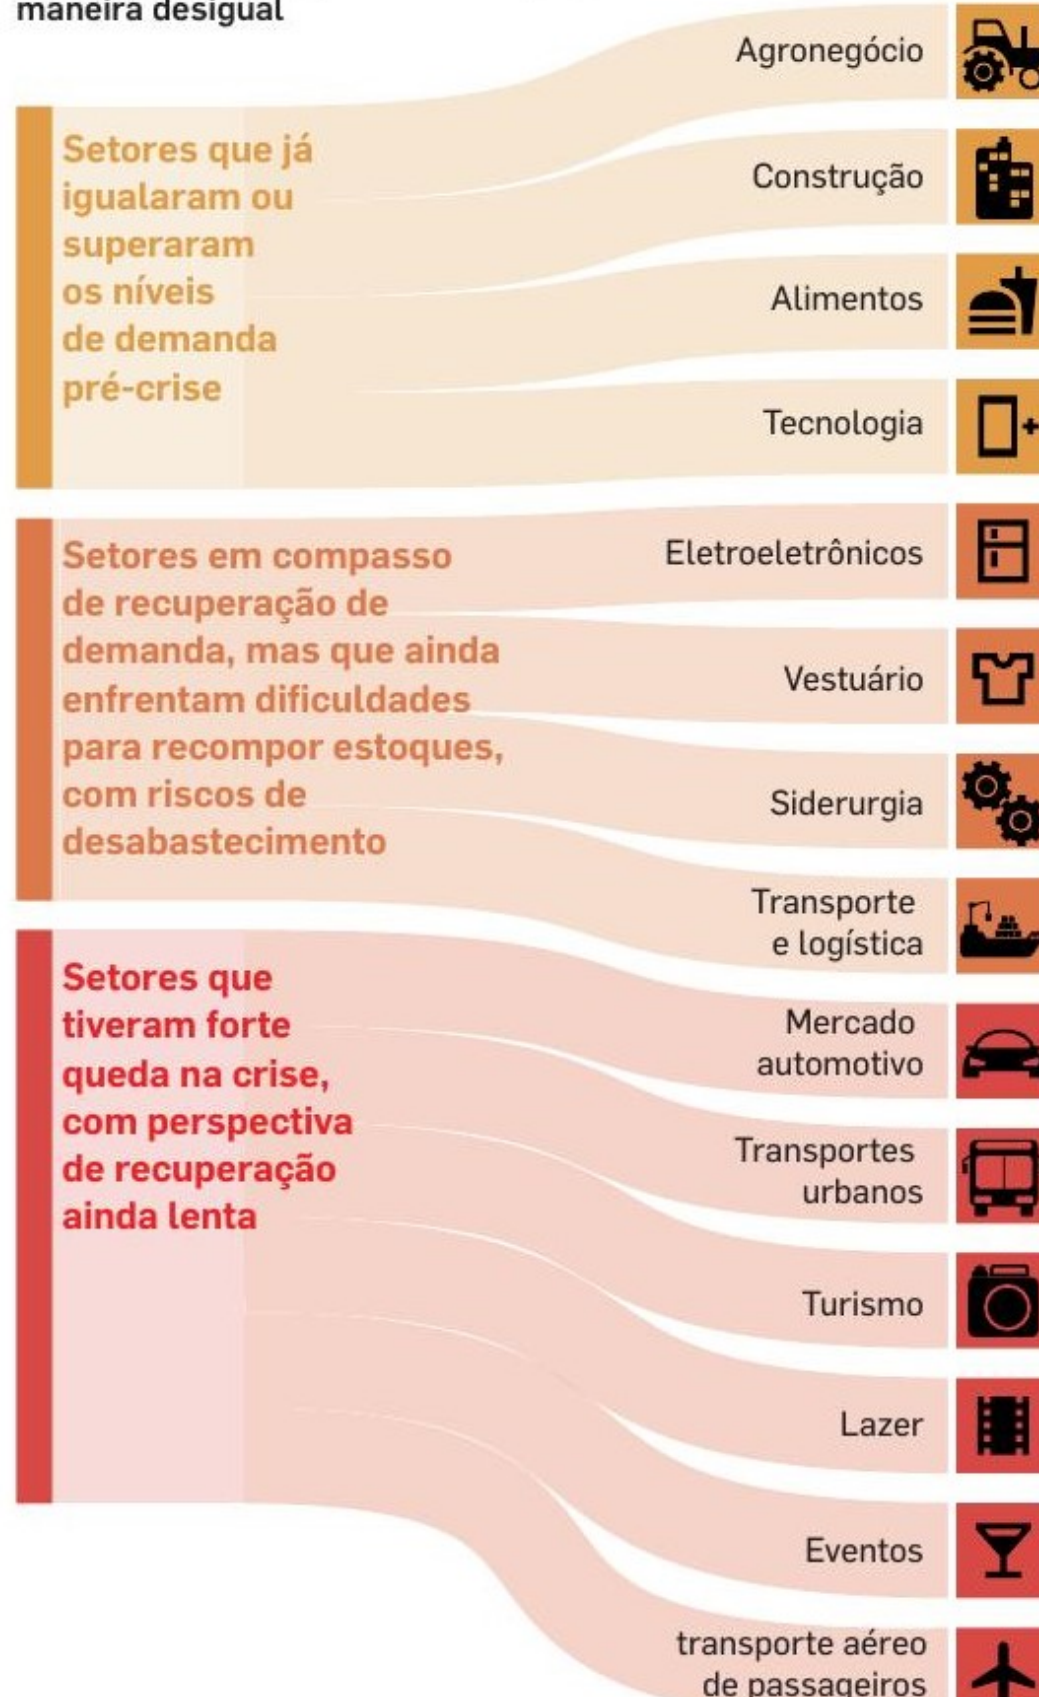 maneira desigual
Setores que já
igualaram ou
superaram
os níveis
de demanda
pré-crise
Agronegócio
Construção
Alimentos
Tecnologia
Setores em compasso
de recuperação de
demanda, mas que ainda
enfrentam dificuldades
para recompor estoques,
com riscos de
desabastecimento
Eletroeletrônicos
Vestuário
Siderurgia
Transporte
e logística
Setores que
tiveram forte
queda na crise,
com perspectiva
de recuperação
ainda lenta
Mercado
automotivo
Transportes
urbanos
Turismo
Lazer
Eventos
transporte aéreo
de passageiros